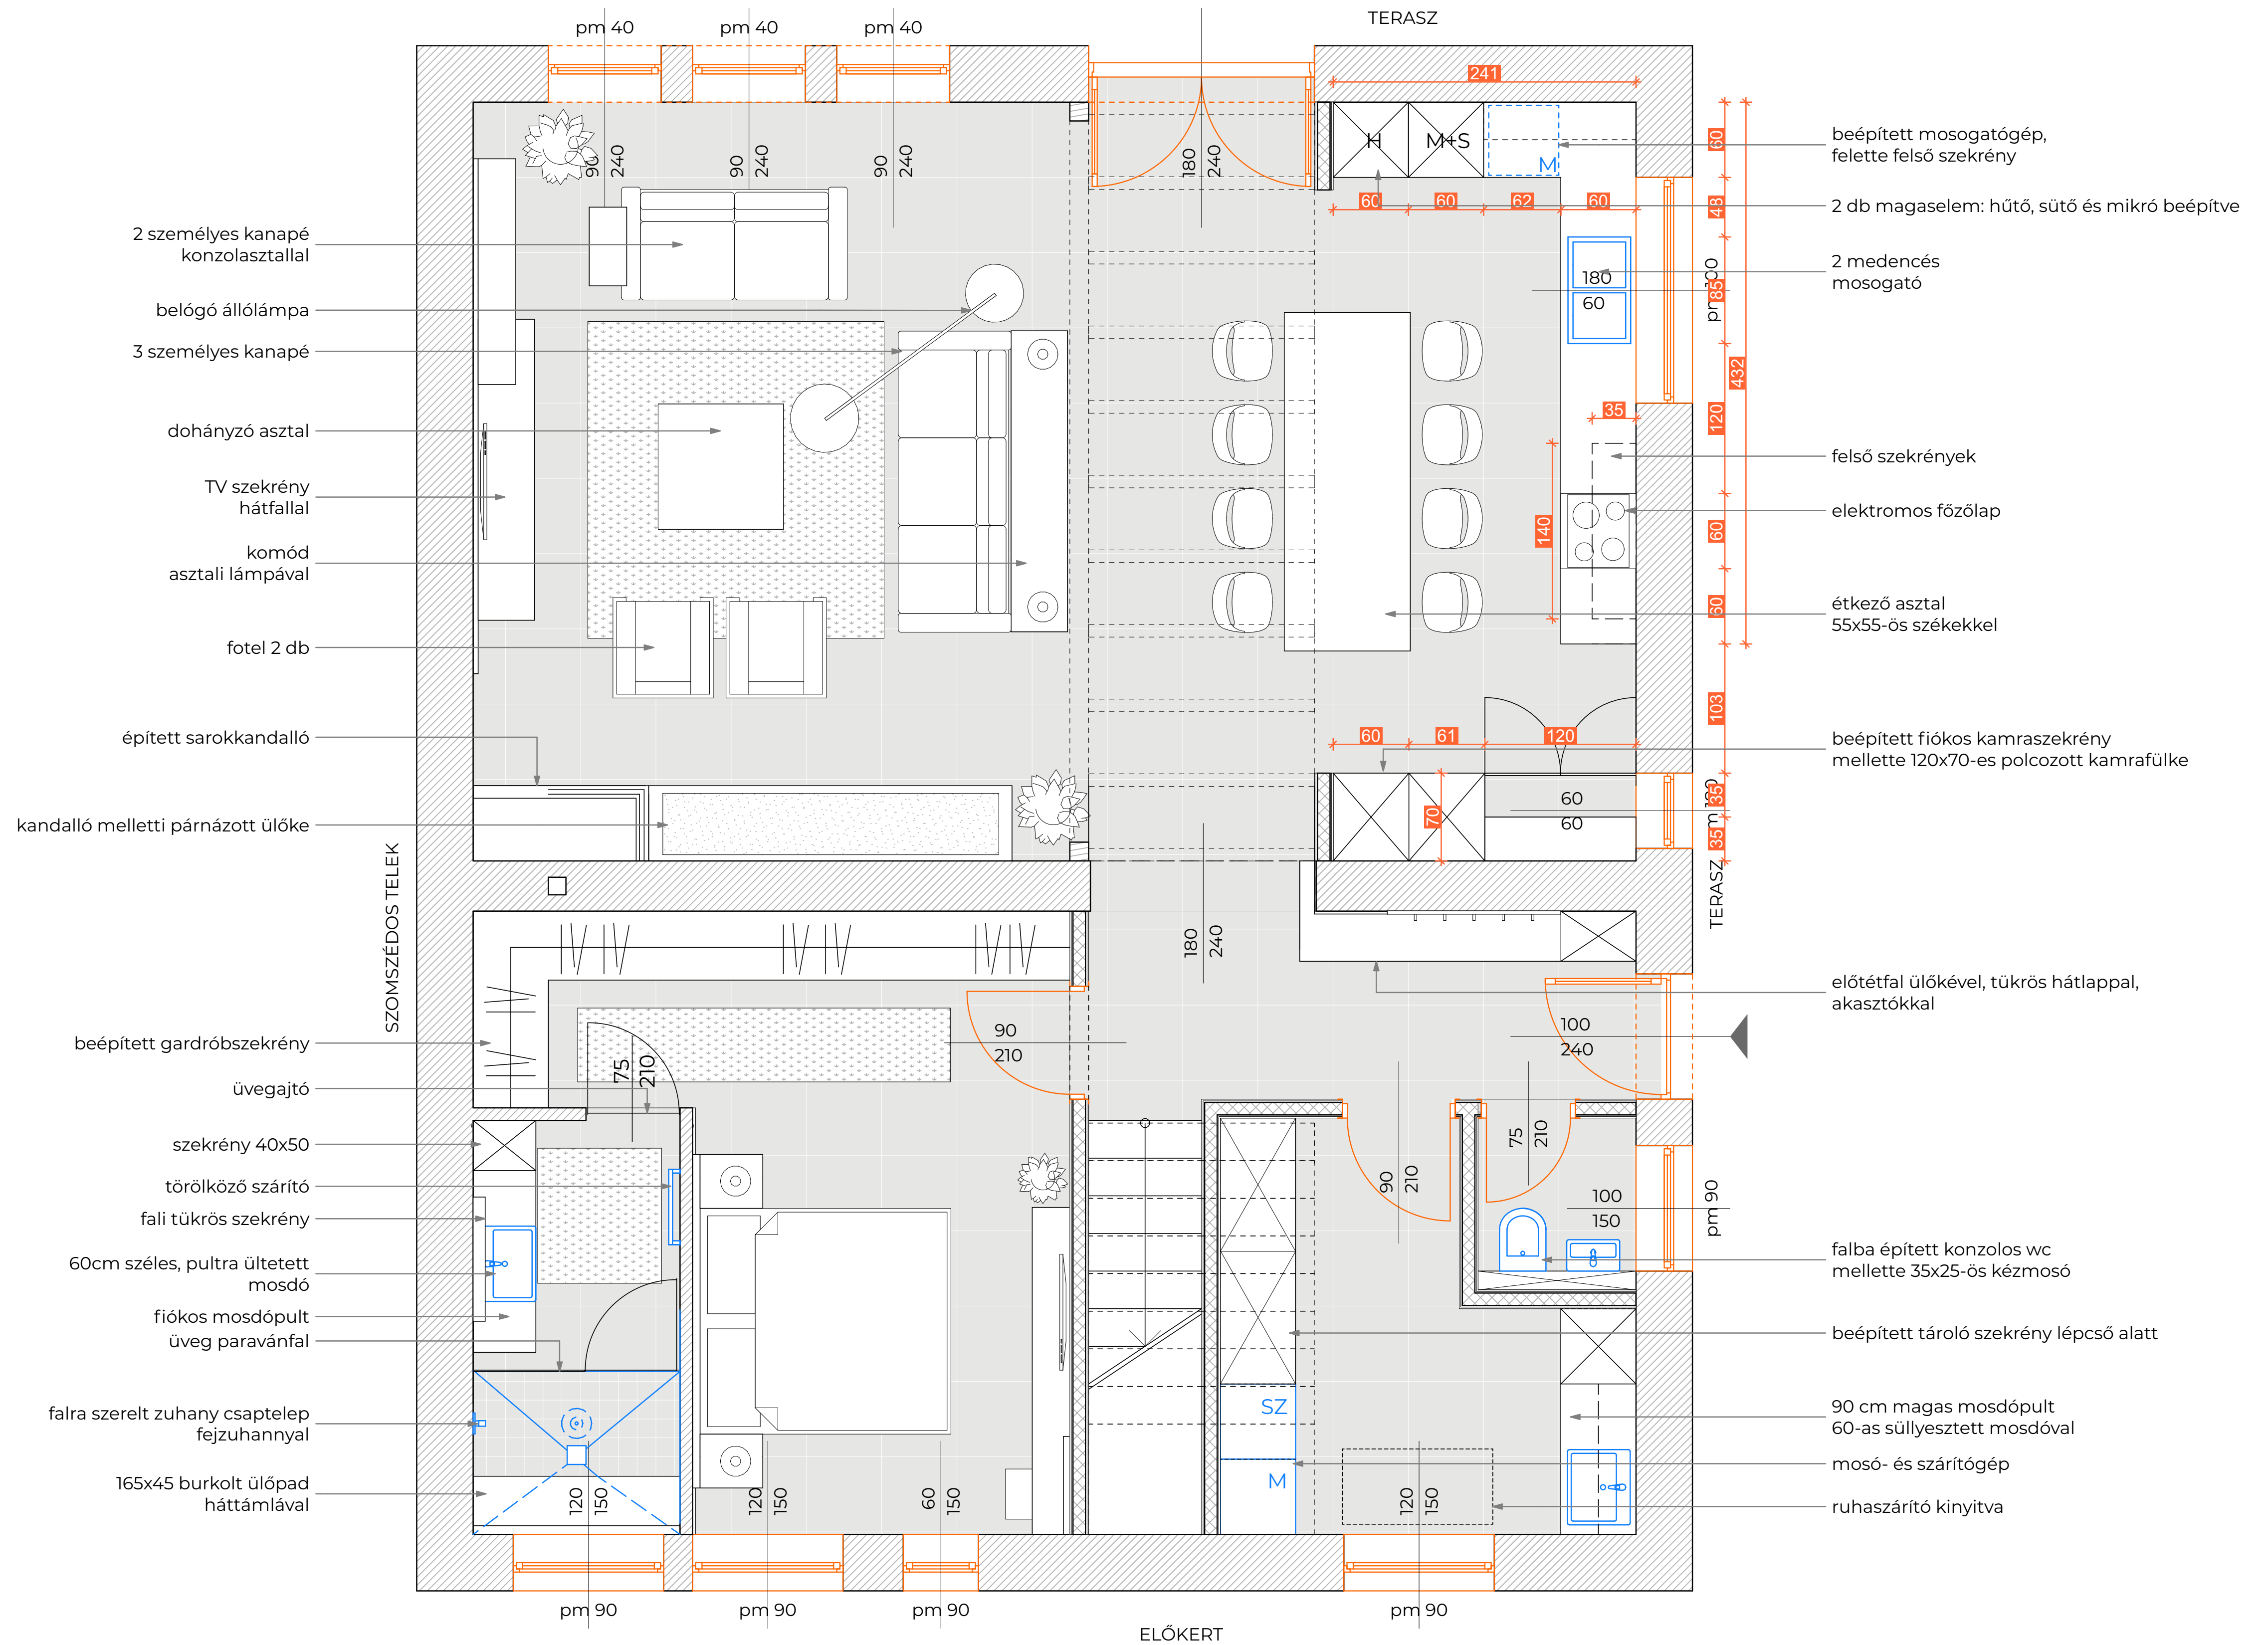 TERASZ
pm 40
pm 40
pm 40
90
240
90
240
90
240
180
240
241
H
M+S
M
60
60
62
60
60
48
85
120
60
60
103
35
35
432
pm 100
180
60
35
140
beépített mosogatógép,
felette felső szekrény
2 db magaselem: hűtő, sütő és mikró beépítve
2 medencés
mosogató
felső szekrények
elektromos főzőlap
étkező asztal
55x55-ös székekkel
beépített fiókos kamraszekrény
mellette 120x70-es polcozott kamrafülke
2 személyes kanapé
konzolasztallal
belógó állólámpa
3 személyes kanapé
dohányzó asztal
TV szekrény
hátfallal
komód
asztali lámpával
fotel 2 db
épített sarokkandalló
kandalló melletti párnázott ülőke
60
61
120
70
60
60
SZOMSZÉDOS TELEK
TERASZ
180
240
90
210
100
240
75
210
75
210
90
210
100
150
pm 90
előtétfal ülőkével, tükrös hátlappal,
akasztókkal
falba épített konzolos wc
mellette 35x25-ös kézmosó
beépített tároló szekrény lépcső alatt
90 cm magas mosdópult
60-as süllyesztett mosdóval
mosó- és szárítógép
ruhaszárító kinyitva
beépített gardróbszekrény
üvegajtó
szekrény 40x50
törölköző szárító
fali tükrös szekrény
60cm széles, pultra ültetett
mosdó
fiókos mosdópult
üveg paravánfal
falra szerelt zuhany csaptelep
fejzuhannyal
165x45 burkolt ülőpad
háttámlával
SZ
M
120
150
120
150
60
150
120
150
pm 90
pm 90
pm 90
pm 90
ELŐKERT